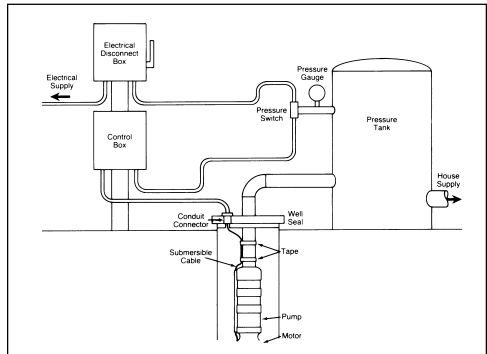 Electrical
Disconnect
Box
Electrical
Supply
Pressure
Gauge
Pressure
Switch
Pressure
Tank
Control
Box
House
Supply
Conduit
Connector
Well
Seal
Submersible
Cable
Tape
Pump
Motor